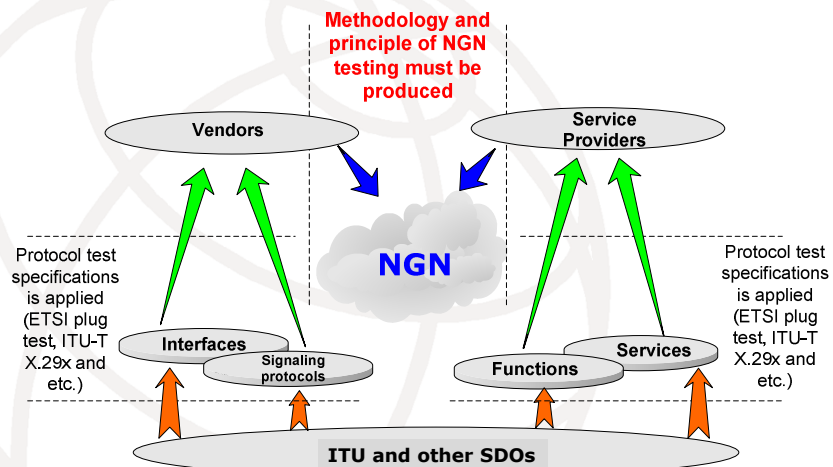 Methodology and
principle of NGN
testing must be
produced
Vendors
Service
Providers
NGN
Protocol test
specifications
is applied
(ETSI plug
test, ITU-T
X.29x and
etc.)
Protocol test
specifications
is applied
(ETSI plug
test, ITU-T
X.29x and
etc.)
Interfaces
Signaling
protocols
Functions
Services
ITU and other SDOs